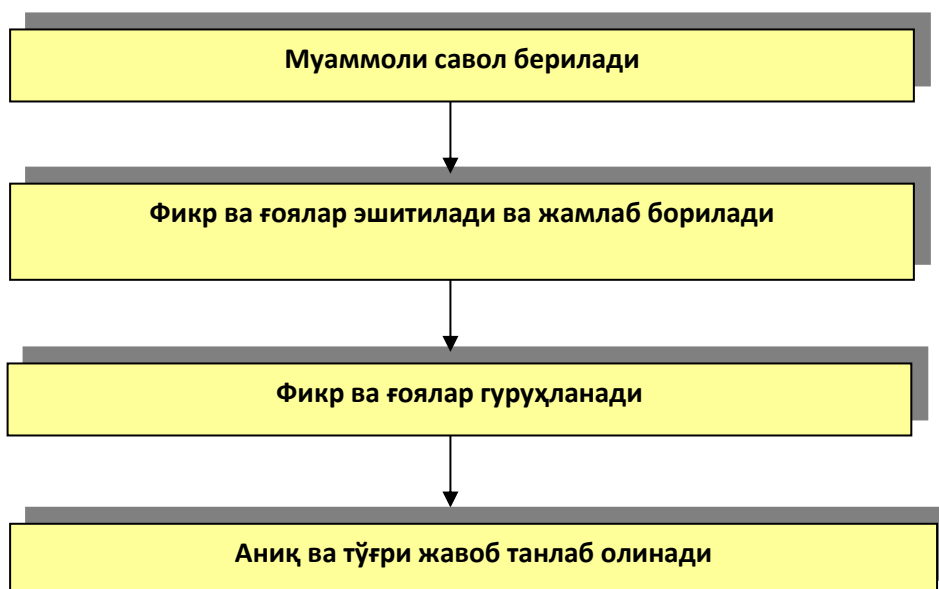 Муаммоли савол берилади
Фикр ва ғоялар эшитилади ва жамлаб борилади
Фикр ва ғоялар гуруҳланади
Аниқ ва тўғри жавоб танлаб олинади